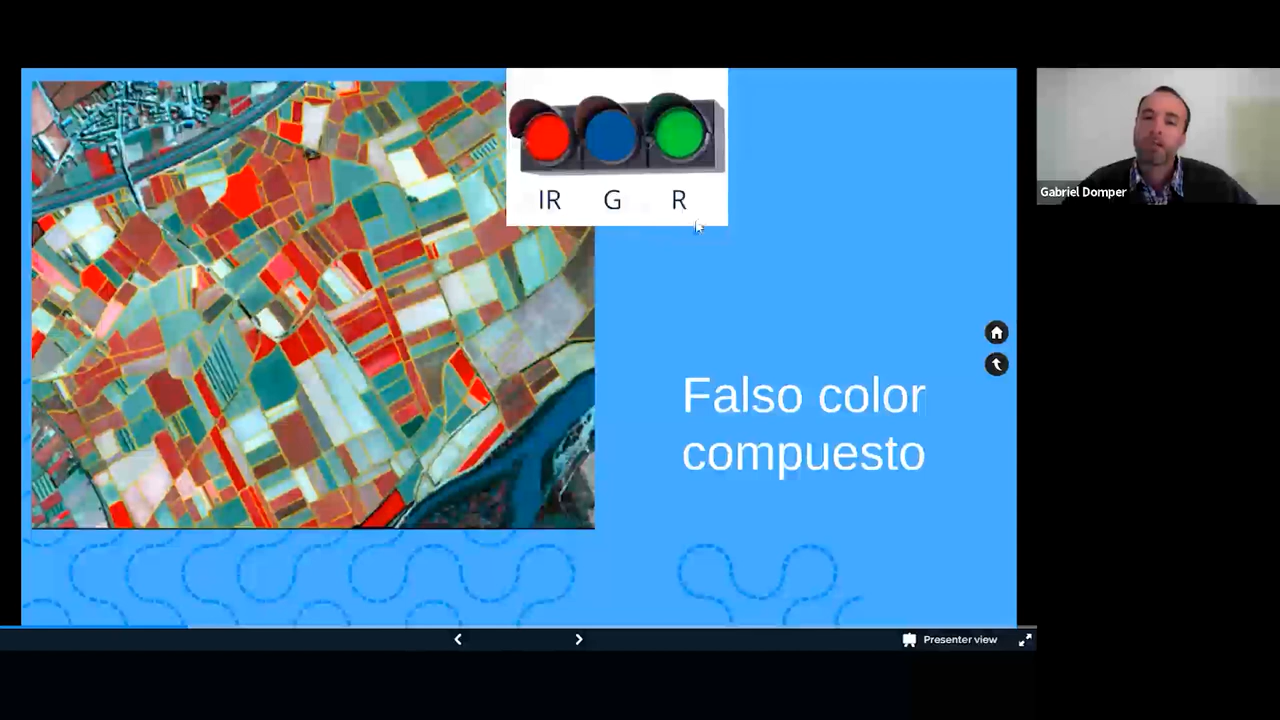 IR G R
Gabriel Domper
Falso color
compuesto
Presenter view